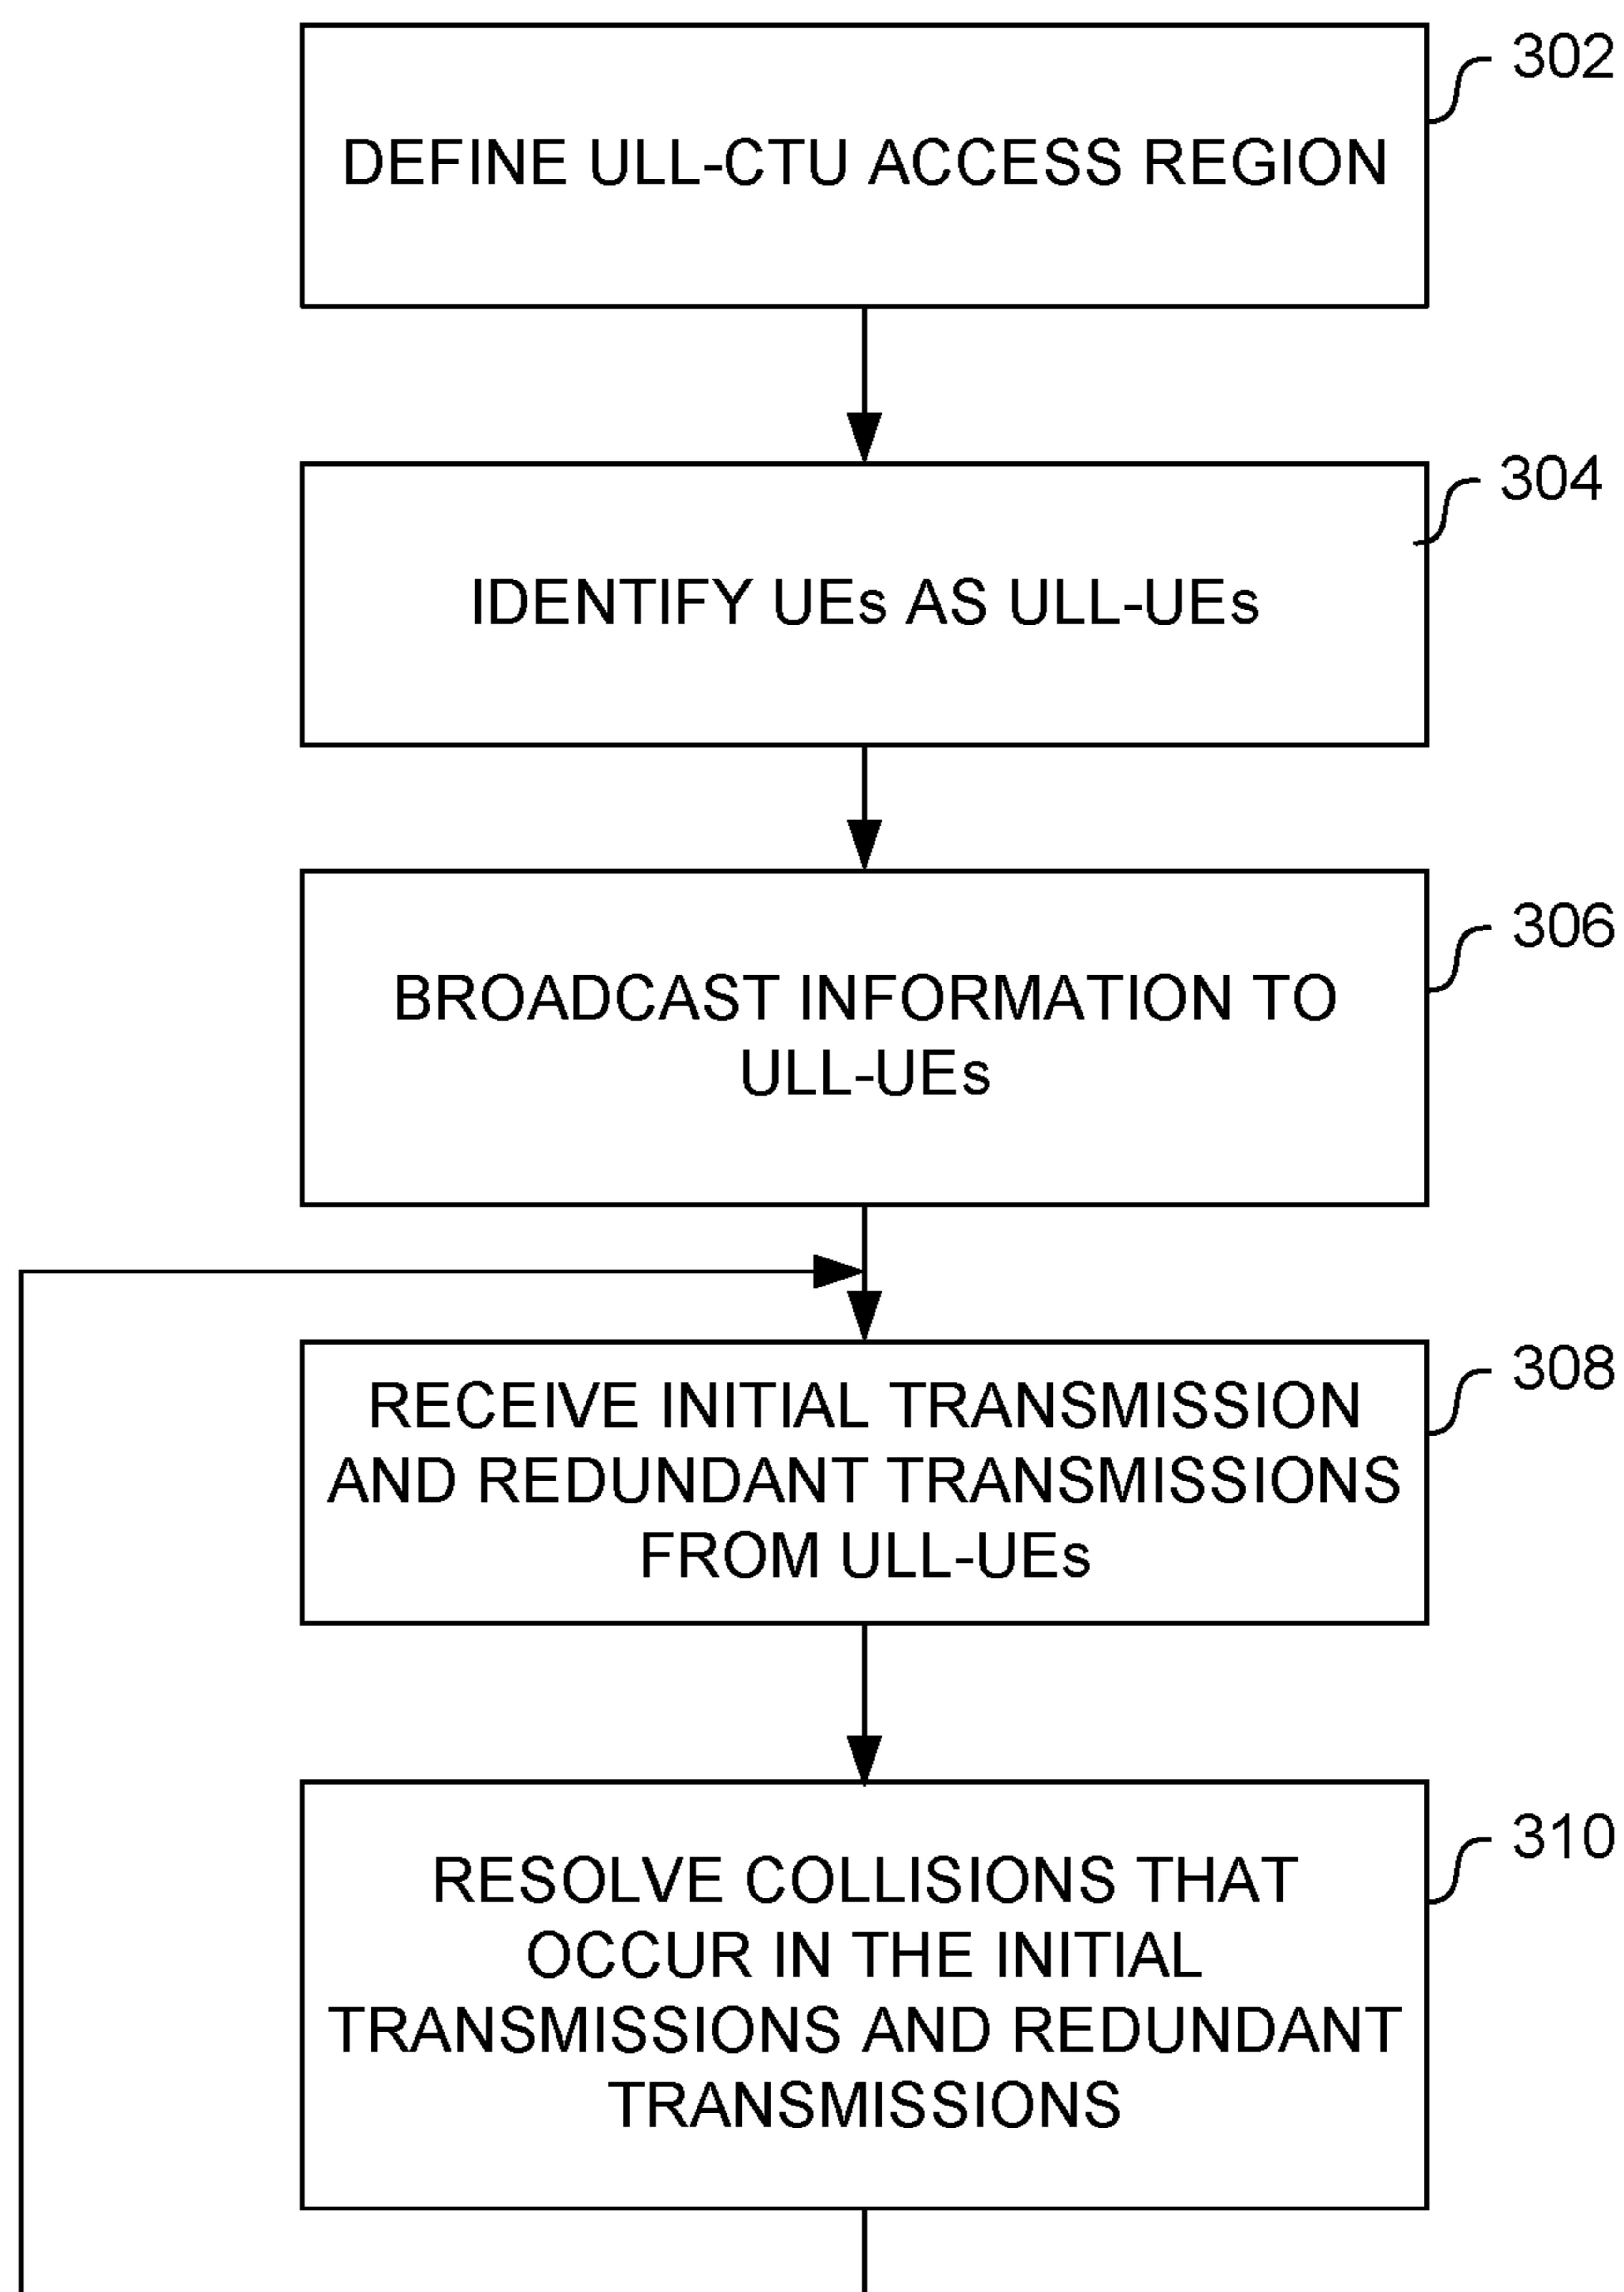 302
DEFINE ULL-CTU ACCESS REGION
304
IDENTIFY UEs AS ULL-UEs
306
BROADCAST INFORMATION TO
ULL-UEs
308
RECEIVE INITIAL TRANSMISSION
AND REDUNDANT TRANSMISSIONS
FROM ULL-UEs
310
RESOLVE COLLISIONS THAT
OCCUR IN THE INITIAL
TRANSMISSIONS AND REDUNDANT
TRANSMISSIONS